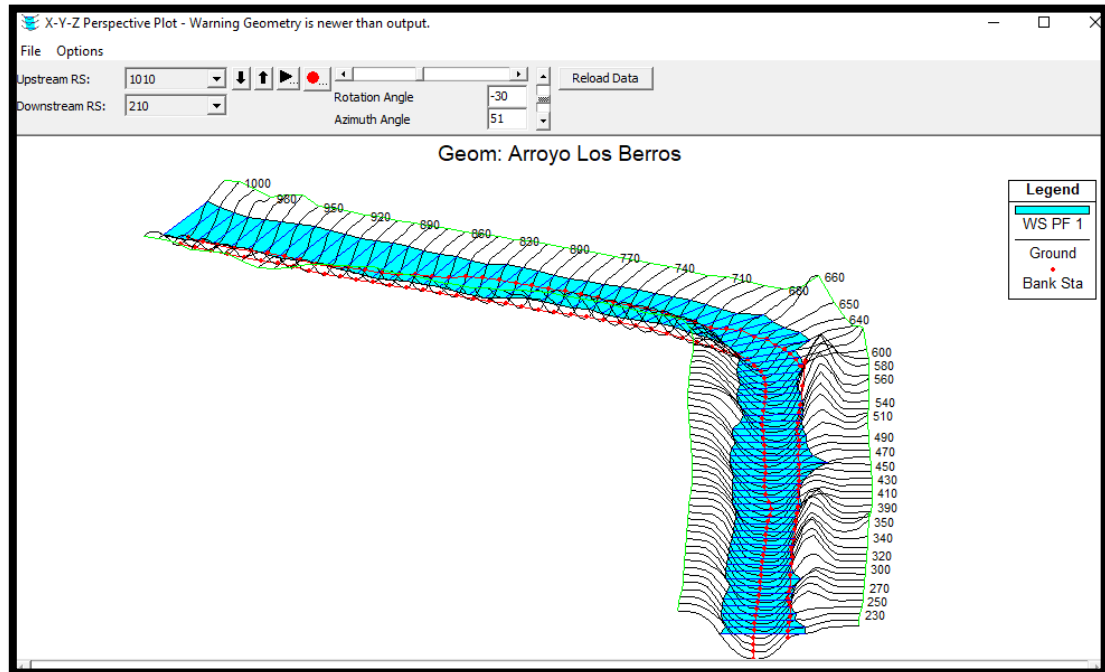 X-Y-Z Perspective Plot - Warning Geometry is newer than output.
File Options
Upstream RS: 1010
Downstream RS: 210
Rotation Angle -30
Azimuth Angle 51
Reload Data
Geom: Arroyo Los Berros
Legend
WS PF 1
Ground
Bank Sta
1000
980
950
920
890
860
830
800
770
740
710
680
660
650
640
600
580
560
540
510
490
470
450
430
410
390
350
340
320
300
270
250
230